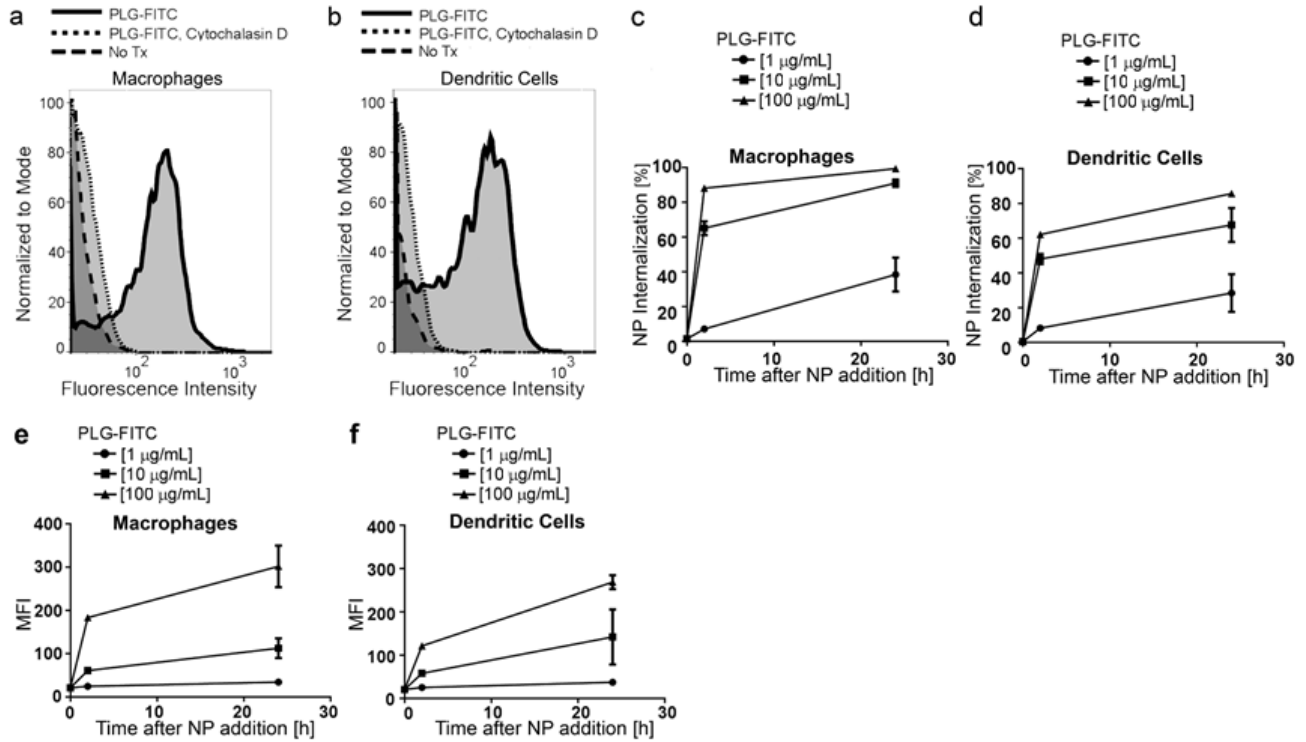 a
PLG-FITC
PLG-FITC, Cytochalasin D
No Tx
Macrophages
100
80
60
40
20
0
Normalized to Mode
10²
10³
Fluorescence Intensity
b
PLG-FITC
PLG-FITC, Cytochalasin D
No Tx
Dendritic Cells
100
80
60
40
20
0
Normalized to Mode
10²
10³
Fluorescence Intensity
c
PLG-FITC
[1 µg/mL]
[10 µg/mL]
[100 µg/mL]
Macrophages
100
80
60
40
20
0
NP Internalization [%]
0 10 20 30
Time after NP addition [h]
d
PLG-FITC
[1 µg/mL]
[10 µg/mL]
[100 µg/mL]
Dendritic Cells
100
80
60
40
20
0
NP Internalization [%]
0 10 20 30
Time after NP addition [h]
e
PLG-FITC
[1 µg/mL]
[10 µg/mL]
[100 µg/mL]
Macrophages
400
300
200
100
0
MFI
0 10 20 30
Time after NP addition [h]
f
PLG-FITC
[1 µg/mL]
[10 µg/mL]
[100 µg/mL]
Dendritic Cells
400
300
200
100
0
MFI
0 10 20 30
Time after NP addition [h]